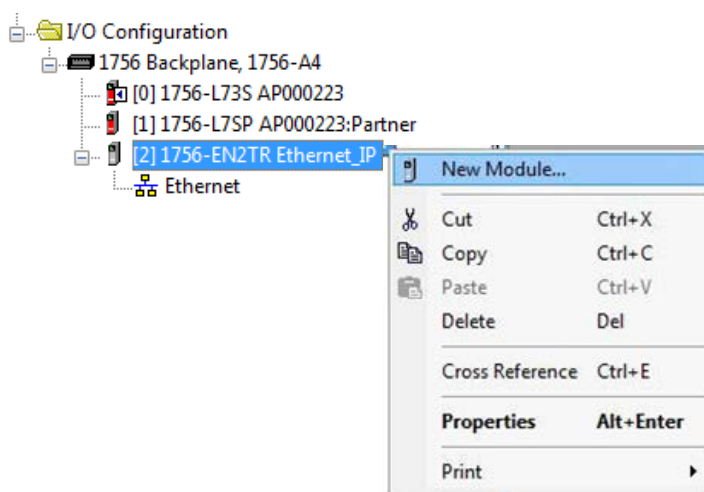 I/O Configuration
1756 Backplane, 1756-A4
[0] 1756-L73S AP000223
[1] 1756-L7SP AP000223:Partner
[2] 1756-EN2TR Ethernet_IP
Ethernet
New Module...
Cut Ctrl+X
Copy Ctrl+C
Paste Ctrl+V
Delete Del
Cross Reference Ctrl+E
Properties Alt+Enter
Print